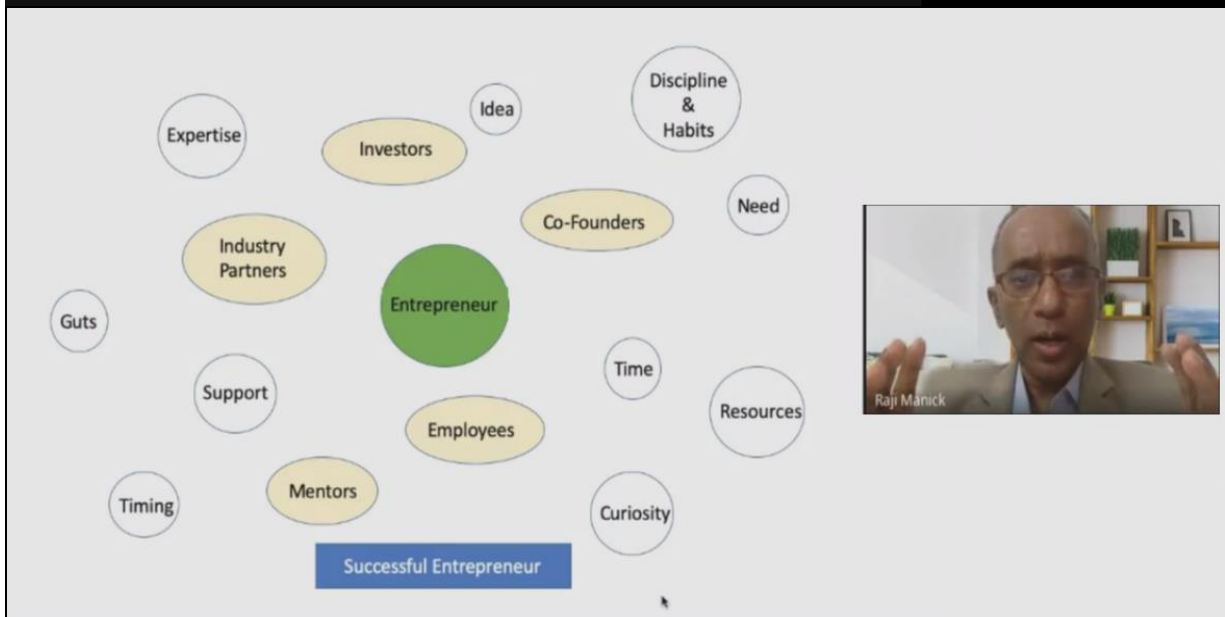 Idea
Discipline
&
Habits
Expertise
Investors
Need
Co-Founders
Industry
Partners
Entrepreneur
Guts
Time
Support
Resources
Employees
Mentors
Timing
Curiosity
Successful Entrepreneur
Raji Manick